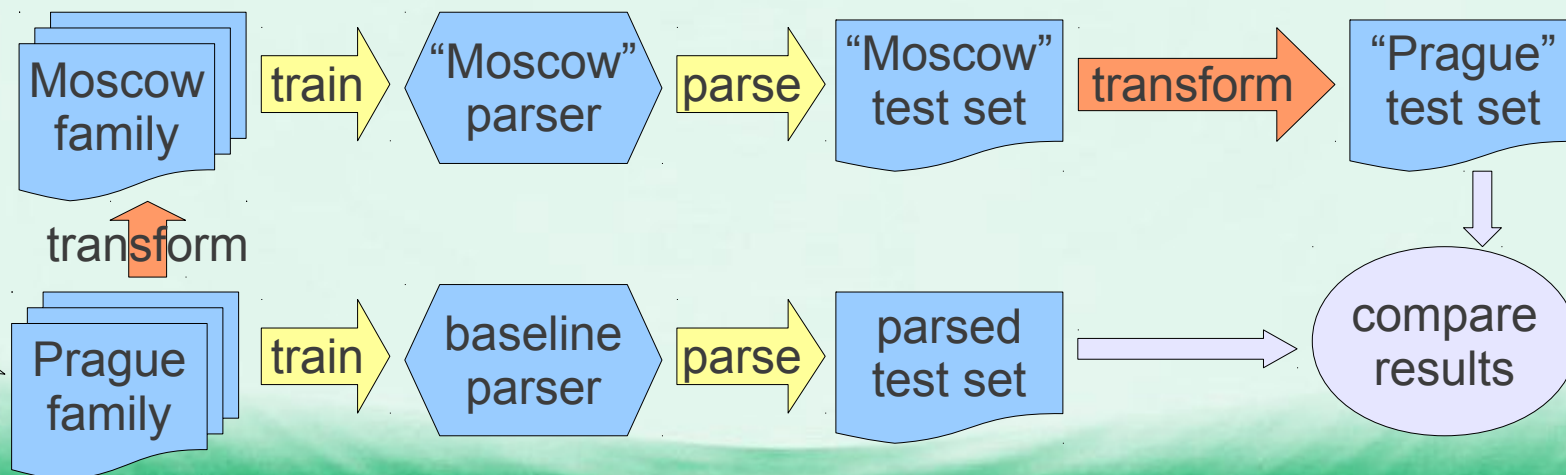 Moscow
family
train
“Moscow”
parser
parse
“Moscow”
test set
transform
“Prague”
test set
transform
Prague
family
train
baseline
parser
parse
parsed
test set
compare
results